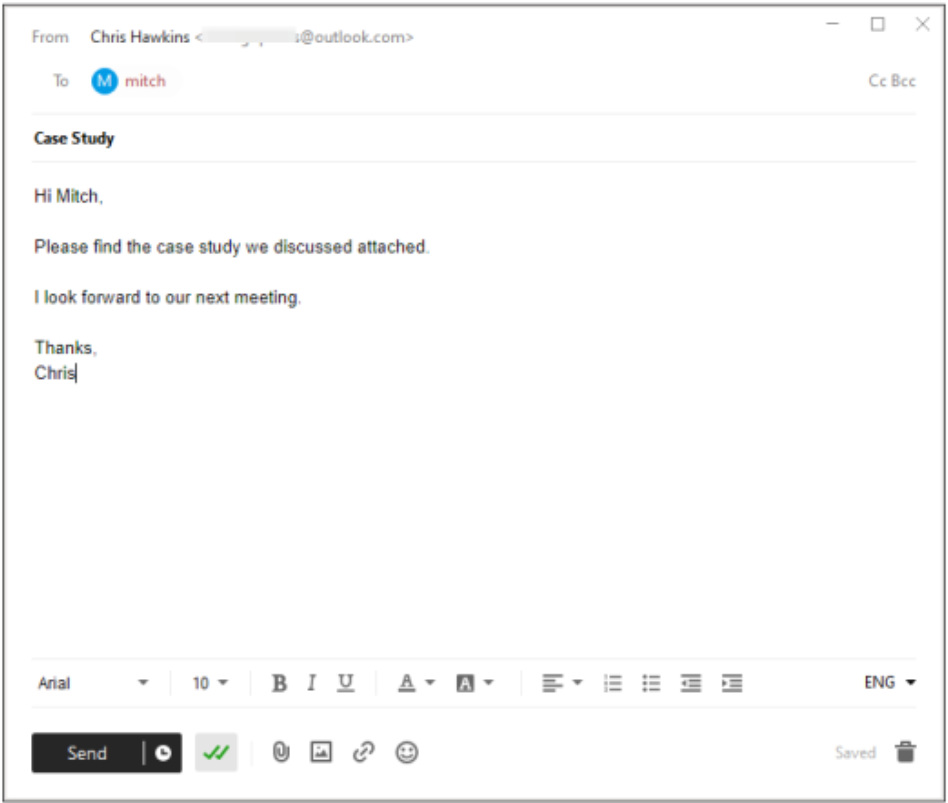 From Chris Hawkins < @outlook.com>
To M mitch Cc Bcc
Case Study
Hi Mitch,
Please find the case study we discussed attached.
I look forward to our next meeting.
Thanks,
Chris
Arial 10 B I U A A ENG
Send Saved